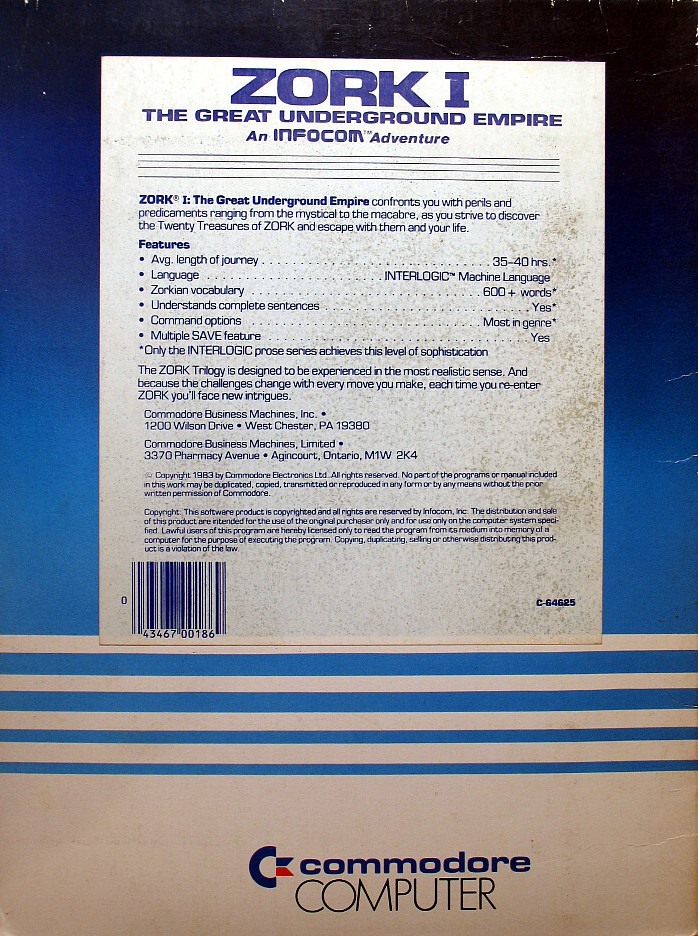 ZORK I
THE GREAT UNDERGROUND EMPIRE
An INFOCOM™ Adventure
ZORK® I: The Great Underground Empire confronts you with perils and
predicaments ranging from the mystical to the macabre, as you strive to discover
the Twenty Treasures of ZORK and escape with them and your life.
Features
• Avg. length of journey . . . . . . . . . . . . . . . . . . . . 35–40 hrs.*
• Language . . . . . . . . . . . . . . . . . INTERLOGIC™ Machine Language
• Zorkian vocabulary . . . . . . . . . . . . . . . . . . . . 600+ words*
• Understands complete sentences . . . . . . . . . . . . . . . . . . . . Yes*
• Command options . . . . . . . . . . . . . . . . . . . . Most in genre*
• Multiple SAVE feature . . . . . . . . . . . . . . . . . . . . Yes
*Only the INTERLOGIC prose series achieves this level of sophistication
The ZORK Trilogy is designed to be experienced in the most realistic sense. And
because the challenges change with every move you make, each time you re-enter
ZORK you'll face new intrigues.
Commodore Business Machines, Inc. •
1200 Wilson Drive • West Chester, PA 19380
Commodore Business Machines, Limited •
3370 Pharmacy Avenue • Agincourt, Ontario, M1W 2K4
© Copyright 1983 by Commodore Electronics Ltd. All rights reserved. No part of the programs or manual included
in this work may be duplicated, copied, transmitted or reproduced in any form or by any means without the prior
written permission of Commodore.
Copyright: This software product is copyrighted and all rights are reserved by Infocom, Inc. The distribution and sale
of this product are intended for the use of the original purchaser only and for use only on the computer system speci-
fied. Lawful users of this program are hereby licensed only to read the program from its medium into memory of a
computer for the purpose of executing the program. Copying, duplicating, selling or otherwise distributing this prod-
uct is a violation of the law.
0 43467 00186
C-64625
commodore
COMPUTER